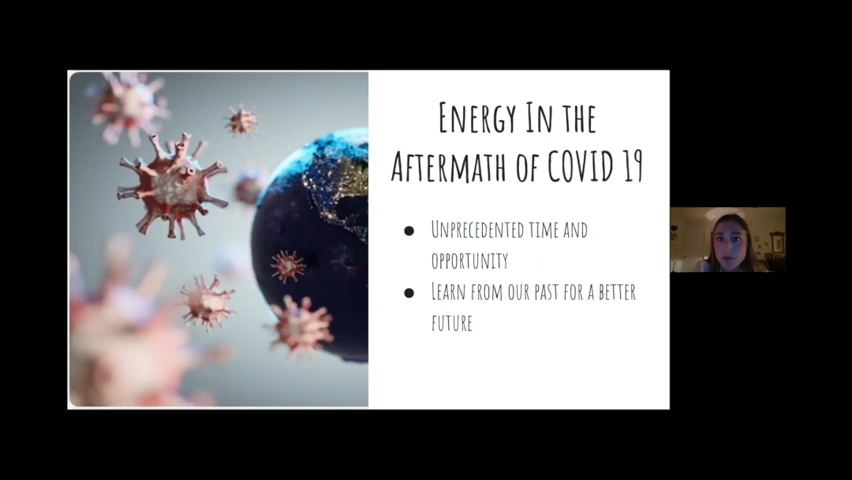 Energy In the
Aftermath of COVID 19
● Unprecedented time and
opportunity
● Learn from our past for a better
future